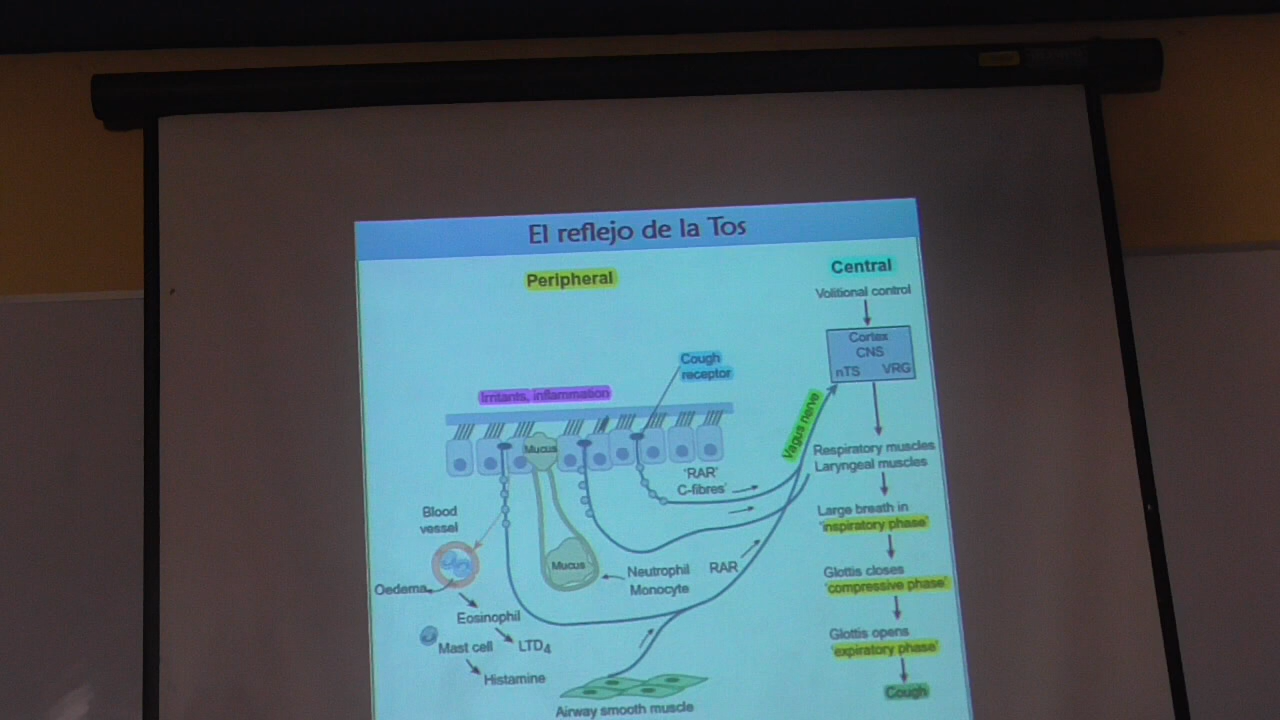 El reflejo de la Tos
Peripheral
Central
Volitional control
Cortex
CNS
nTS VRG
Cough
receptor
Irritants, inflammation
Vagus nerve
Mucus
'RAR'
C-fibres'
Respiratory muscles
Laryngeal muscles
Blood
vessel
Large breath in
'inspiratory phase'
Mucus
Neutrophil
Monocyte
RAR
Oedema
Glottis closes
'compressive phase'
Eosinophil
Mast cell
LTD4
Histamine
Glottis opens
'expiratory phase'
Cough
Airway smooth muscle